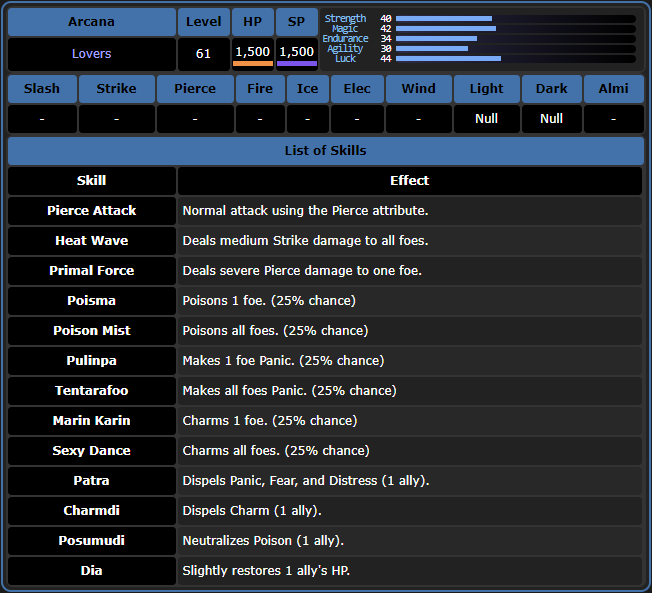 Arcana Level HP SP
Strength 40
Magic 42
Endurance 34
Agility 30
Luck 44
Lovers 61 1,500 1,500
Slash Strike Pierce Fire Ice Elec Wind Light Dark Almi
- - - - - - - Null Null -
List of Skills
Skill Effect
Pierce Attack Normal attack using the Pierce attribute.
Heat Wave Deals medium Strike damage to all foes.
Primal Force Deals severe Pierce damage to one foe.
Poisma Poisons 1 foe. (25% chance)
Poison Mist Poisons all foes. (25% chance)
Pulinpa Makes 1 foe Panic. (25% chance)
Tentarafoo Makes all foes Panic. (25% chance)
Marin Karin Charms 1 foe. (25% chance)
Sexy Dance Charms all foes. (25% chance)
Patra Dispels Panic, Fear, and Distress (1 ally).
Charmdi Dispels Charm (1 ally).
Posumudi Neutralizes Poison (1 ally).
Dia Slightly restores 1 ally's HP.